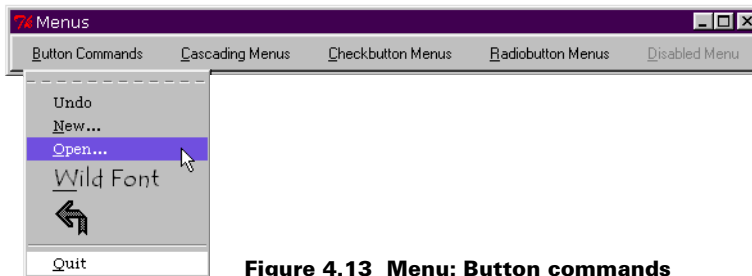 Menus
Button Commands Cascading Menus Checkbutton Menus Radiobutton Menus Disabled Menu
Undo
New...
Open...
Wild Font
Quit
Figure 4.13 Menu: Button commands